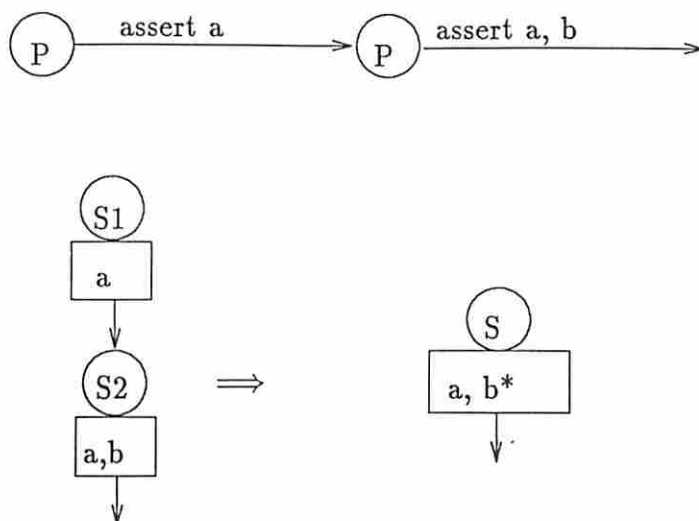 P assert a P assert a, b
S1
a
S2
a,b
⟹
S
a, b*